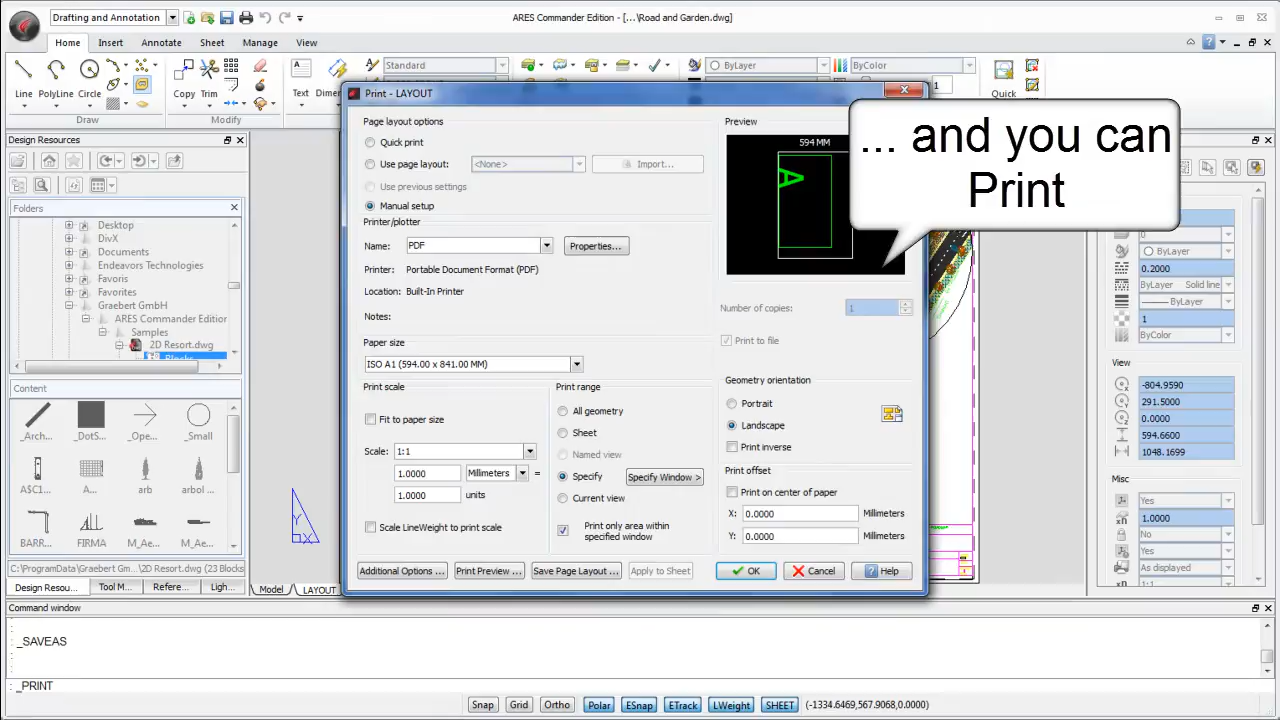 Drafting and Annotation
ARES Commander Edition - [...\Road and Garden.dwg]
Home
Insert
Annotate
Sheet
Manage
View
Line
PolyLine
Circle
Copy
Trim
Text
Standard
ByLayer
ByColor
1
Quick
Draw
Modify
Design Resources
Folders
Desktop
DivX
Documents
Endeavors Technologies
Favoris
Favorites
Graebert GmbH
ARES Commander Edition
Samples
2D Resort.dwg
Content
_Arch...
_DotS...
_Ope...
_Small
A$C1...
A...
arb
arbol ...
BARR...
FIRMA
M_Ae...
M_Ae...
C:\ProgramData\Graebert Gm...\2D Resort.dwg (23 Blocks
Design Resou...
Tool M...
Refere...
Ligh...
Model
LAYOUT
Y
X
Print - LAYOUT
Page layout options
Quick print
Use page layout:
<None>
Import...
Use previous settings
Manual setup
Printer/plotter
Name:
PDF
Properties...
Printer:
Portable Document Format (PDF)
Location:
Built-In Printer
Notes:
Paper size
ISO A1 (594.00 x 841.00 MM)
Print scale
Fit to paper size
Scale:
1:1
1.0000
Millimeters
=
1.0000
units
Scale LineWeight to print scale
Print range
All geometry
Sheet
Named view
Specify
Specify Window >
Current view
Print only area within
specified window
Preview
594 MM
A
Number of copies:
1
Print to file
Geometry orientation
Portrait
Landscape
Print inverse
Print offset
Print on center of paper
X:
0.0000
Millimeters
Y:
0.0000
Millimeters
Additional Options ...
Print Preview ...
Save Page Layout ...
Apply to Sheet
OK
Cancel
Help
... and you can
Print
0
ByLayer
0.2000
ByLayer
Solid line
ByLayer
1
ByColor
View
-804.9590
291.5000
0.0000
594.6600
1048.1699
Misc
Yes
1.0000
No
Yes
As displayed
1:1
Command window
:
: _SAVEAS
:
:
: _PRINT
Snap
Grid
Ortho
Polar
ESnap
ETrack
LWeight
SHEET
(-1334.6469,567.9068,0.0000)